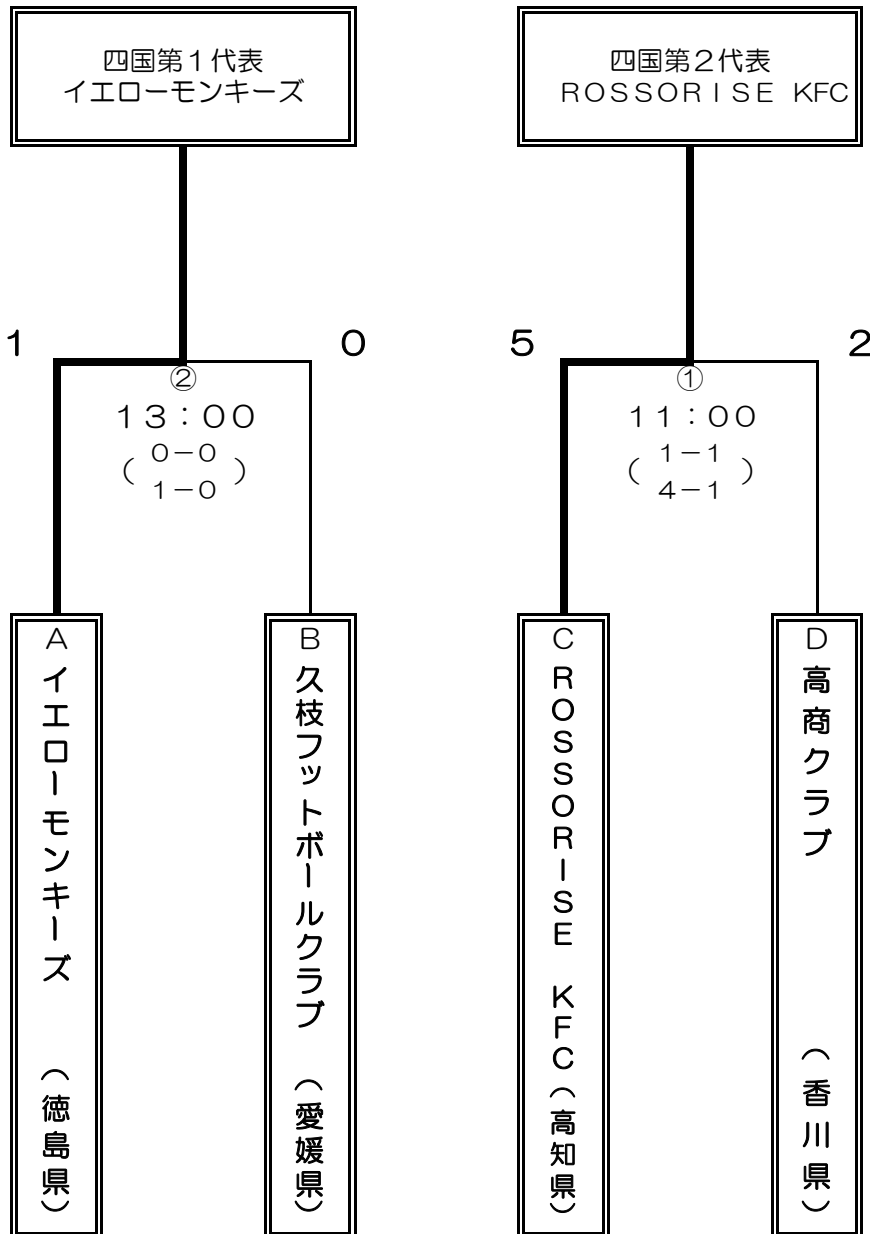 四国第１代表
イエローモンキーズ
四国第２代表
ＲＯＳＳＯＲＩＳＥ KFC
1
0
5
2
②
１３：００
（ ０－０
１－０ ）
①
１１：００
（ １－１
４－１ ）
A
イエローモンキーズ （徳島県）
B
久枝フットボールクラブ （愛媛県）
C
ROSSORISE KFC（高知県）
D
高商クラブ （香川県）